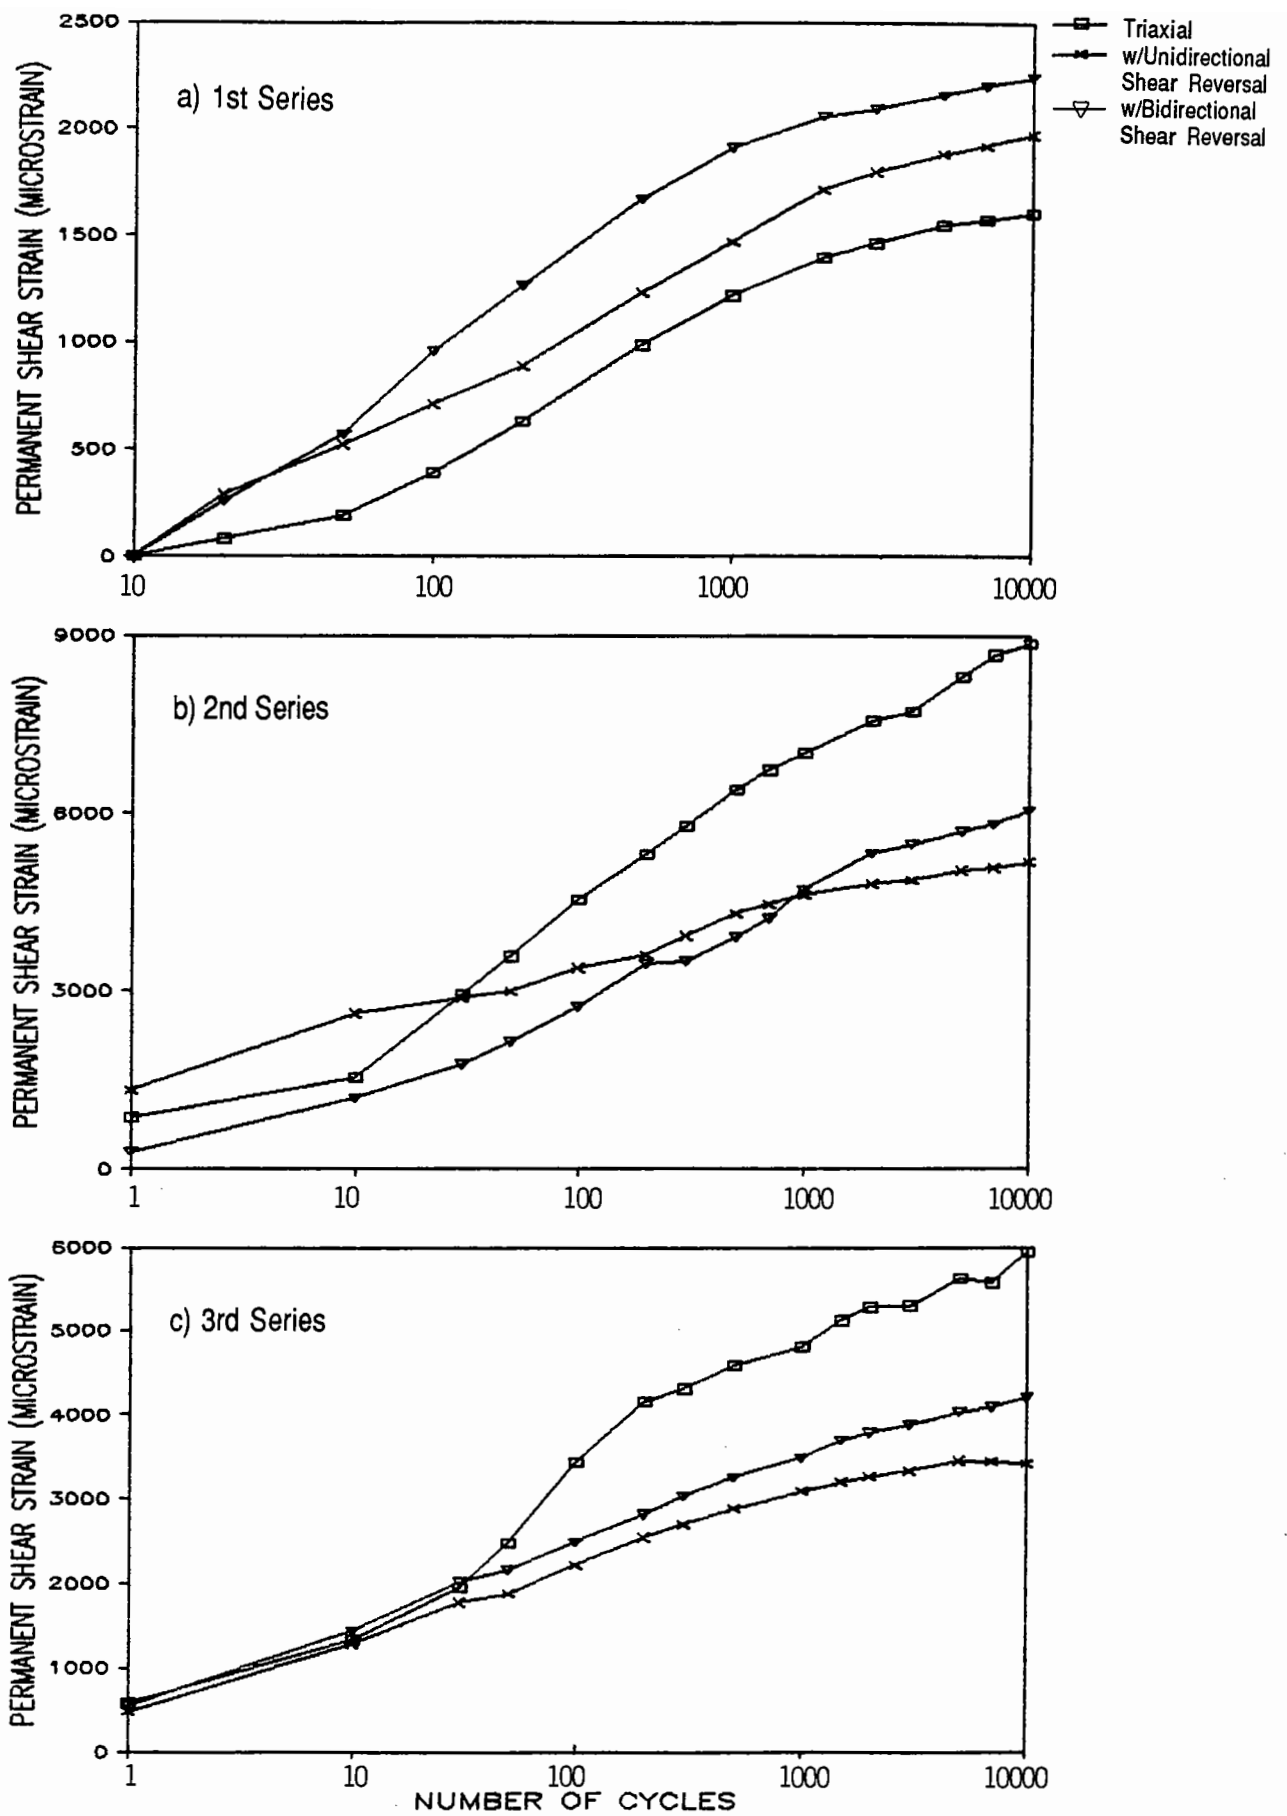 2500
2000
1500
1000
500
0
PERMANENT SHEAR STRAIN (MICROSTRAIN)
a) 1st Series
Triaxial
w/Unidirectional
Shear Reversal
w/Bidirectional
Shear Reversal
10
100
1000
10000
9000
6000
3000
0
PERMANENT SHEAR STRAIN (MICROSTRAIN)
b) 2nd Series
1
10
100
1000
10000
6000
5000
4000
3000
2000
1000
0
PERMANENT SHEAR STRAIN (MICROSTRAIN)
c) 3rd Series
1
10
100
1000
10000
NUMBER OF CYCLES